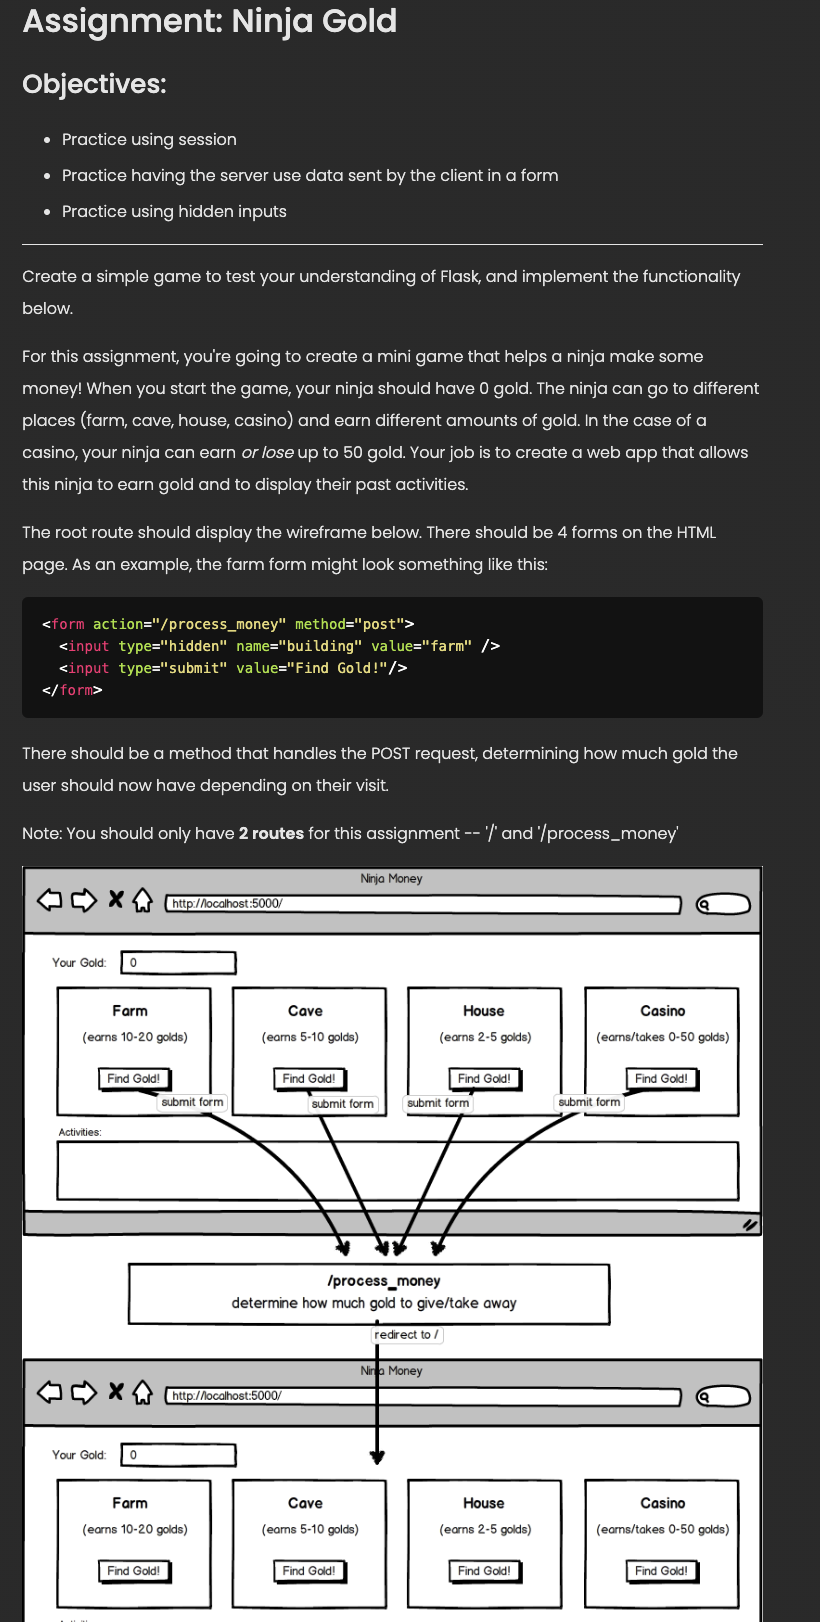 Assignment: Ninja Gold
Objectives:
Practice using session
Practice having the server use data sent by the client in a form
Practice using hidden inputs
Create a simple game to test your understanding of Flask, and implement the functionality
below.
For this assignment, you're going to create a mini game that helps a ninja make some
money! When you start the game, your ninja should have 0 gold. The ninja can go to different
places (farm, cave, house, casino) and earn different amounts of gold. In the case of a
casino, your ninja can earn or lose up to 50 gold. Your job is to create a web app that allows
this ninja to earn gold and to display their past activities.
The root route should display the wireframe below. There should be 4 forms on the HTML
page. As an example, the farm form might look something like this:
<form action="/process_money" method="post">
<input type="hidden" name="building" value="farm" />
<input type="submit" value="Find Gold!"/>
</form>
There should be a method that handles the POST request, determining how much gold the
user should now have depending on their visit.
Note: You should only have 2 routes for this assignment -- '/' and '/process_money'
Ninja Money
http://localhost:5000/
Your Gold: 0
Farm Cave House Casino
(earns 10-20 golds) (earns 5-10 golds) (earns 2-5 golds) (earns/takes 0-50 golds)
Find Gold! Find Gold! Find Gold! Find Gold!
submit form submit form submit form submit form
Activities:
/process_money
determine how much gold to give/take away
redirect to /
Ninja Money
http://localhost:5000/
Your Gold: 0
Farm Cave House Casino
(earns 10-20 golds) (earns 5-10 golds) (earns 2-5 golds) (earns/takes 0-50 golds)
Find Gold! Find Gold! Find Gold! Find Gold!